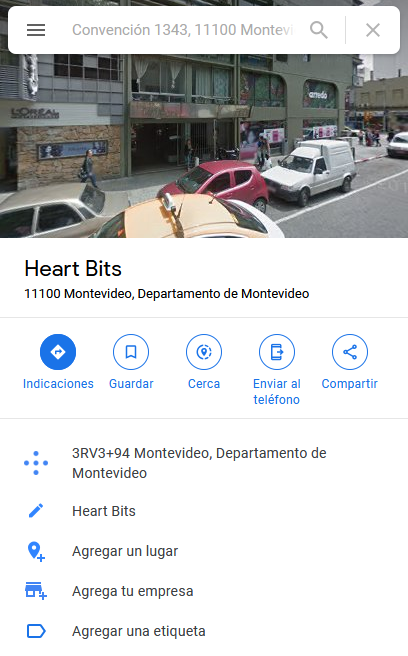 Convención 1343, 11100 Montevi
L'OREAL
arredo
Heart Bits
11100 Montevideo, Departamento de Montevideo
Indicaciones
Guardar
Cerca
Enviar al
teléfono
Compartir
3RV3+94 Montevideo, Departamento de
Montevideo
Heart Bits
Agregar un lugar
Agrega tu empresa
Agregar una etiqueta